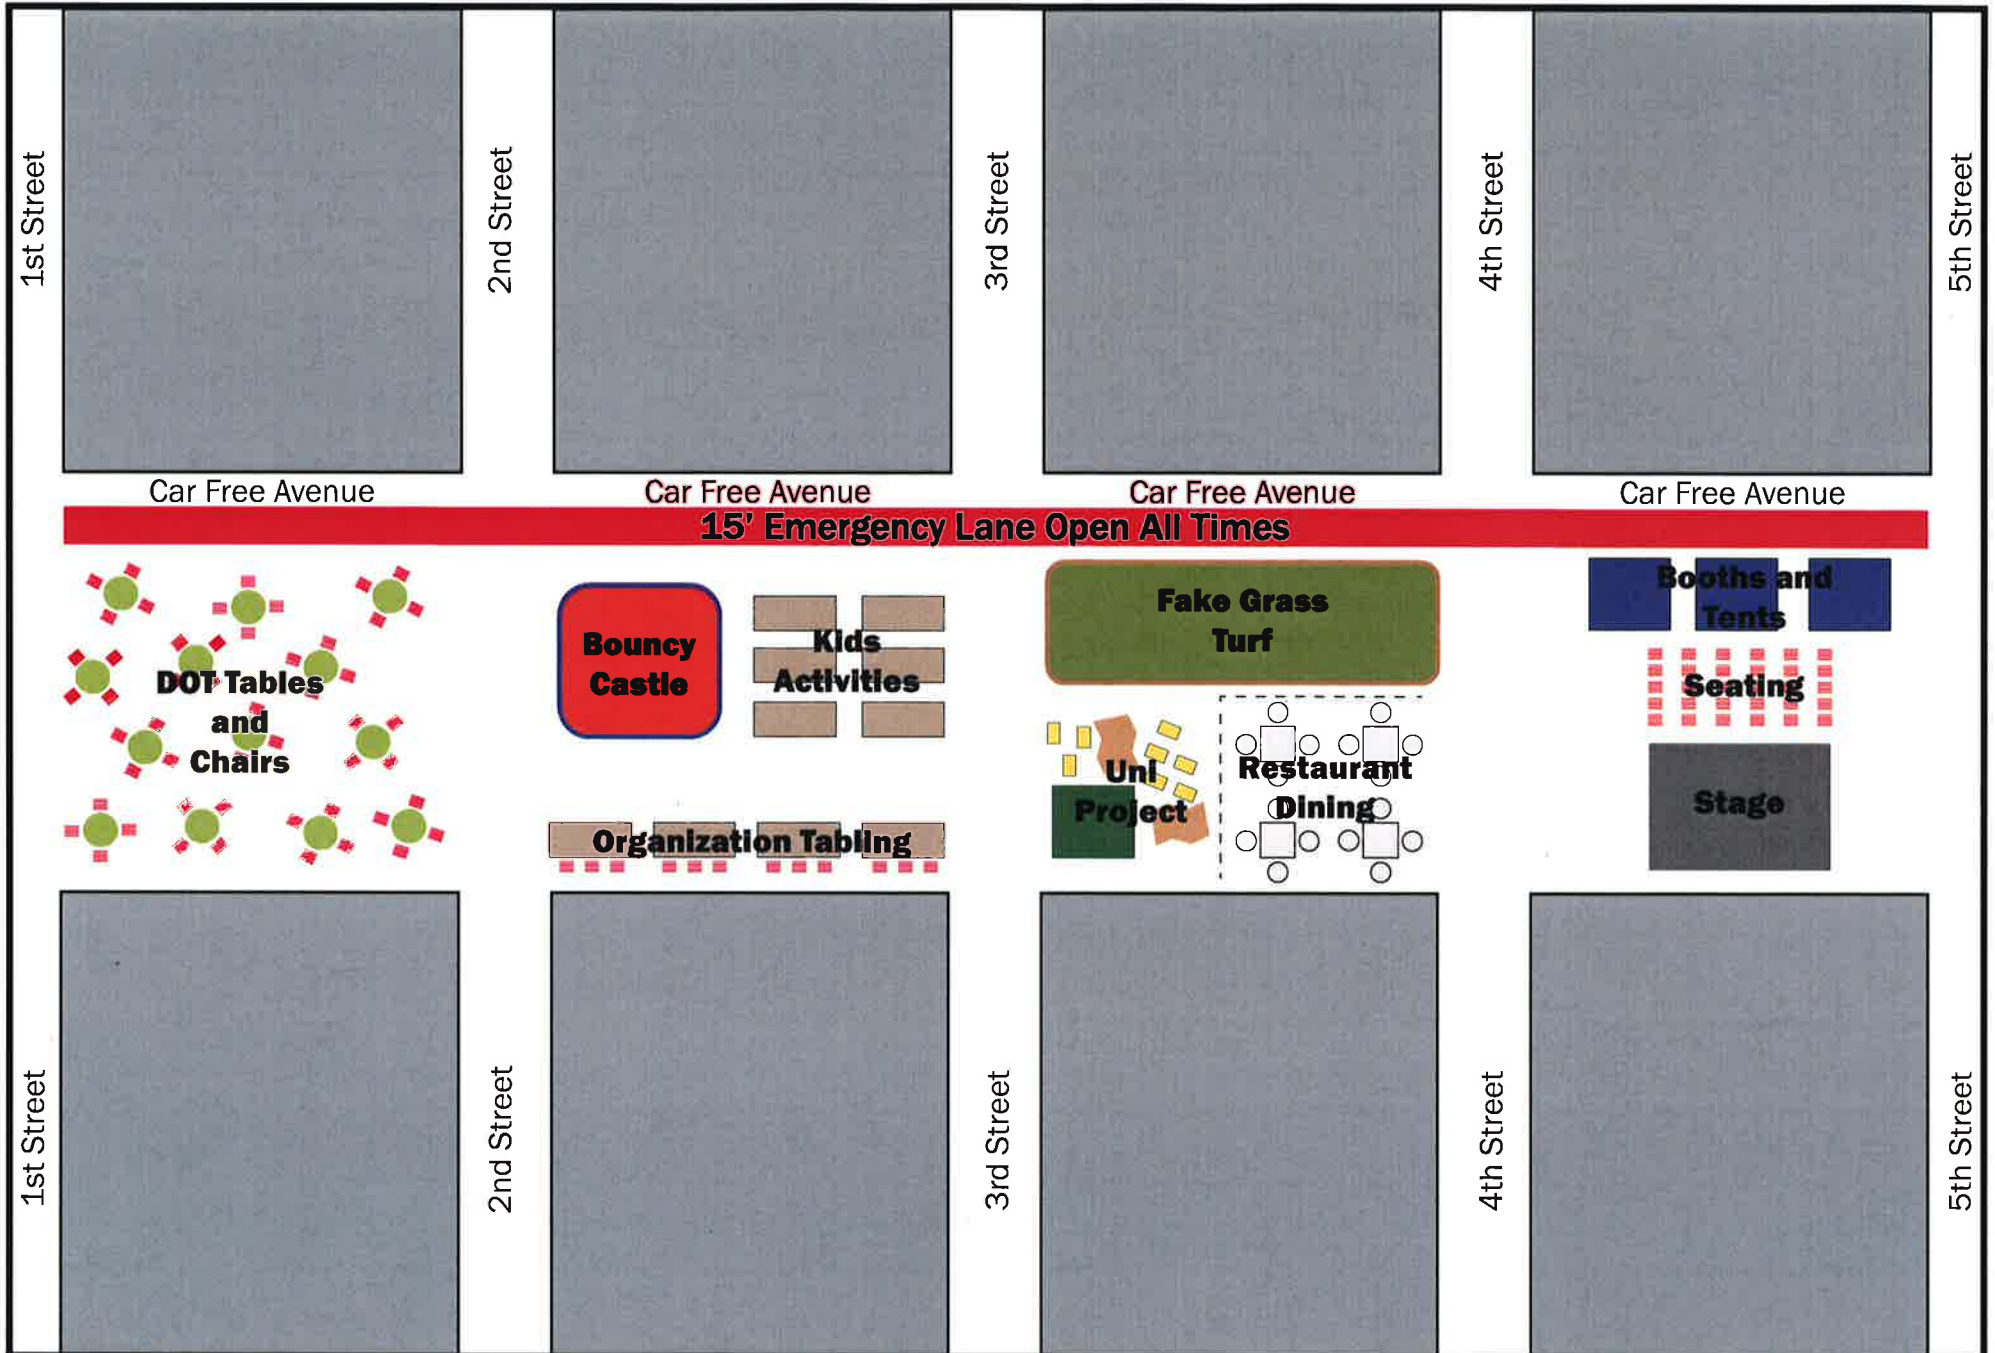 1st Street
2nd Street
3rd Street
4th Street
5th Street
Car Free Avenue
Car Free Avenue
Car Free Avenue
Car Free Avenue
15' Emergency Lane Open All Times
DOT Tables
and
Chairs
Bouncy
Castle
Kids
Activities
Organization Tabling
Fake Grass
Turf
Uni
Project
Restaurant
Dining
Booths and
Tents
Seating
Stage
1st Street
2nd Street
3rd Street
4th Street
5th Street